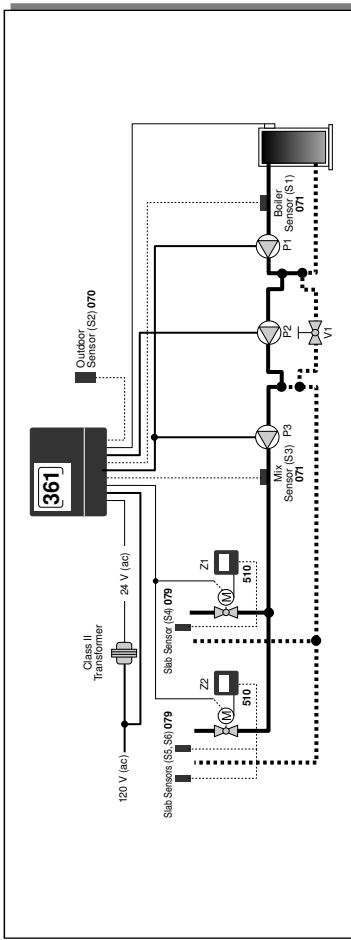 Outdoor
Sensor (S2) 070
361
Class II
Transformer
120 V (ac)
24 V (ac)
Slab Sensors (S5, S6) 079
Z2
M
510
Slab Sensor (S4) 079
Z1
M
510
Mix
Sensor (S3)
071
P3
P2
V1
P1
Boiler
Sensor (S1)
071